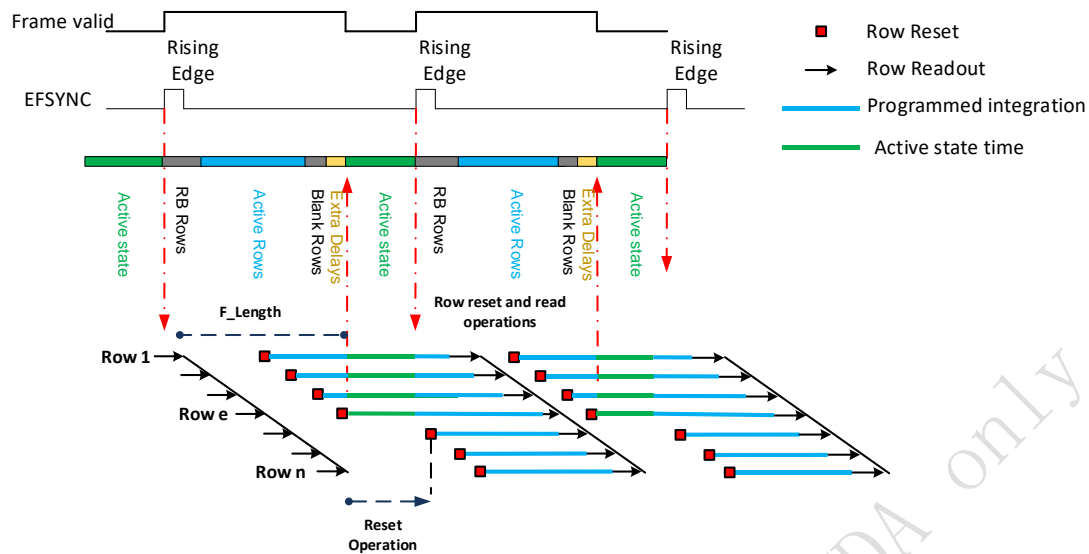 Frame valid
Rising
Edge
Rising
Edge
Rising
Edge
EFSYNC
Row Reset
Row Readout
Programmed integration
Active state time
Active state
RB Rows
Active Rows
Blank Rows
Extra Delays
Active state
RB Rows
Active Rows
Blank Rows
Extra Delays
Active state
F_Length
Row reset and read
operations
Row 1
Row e
Row n
Reset
Operation
only